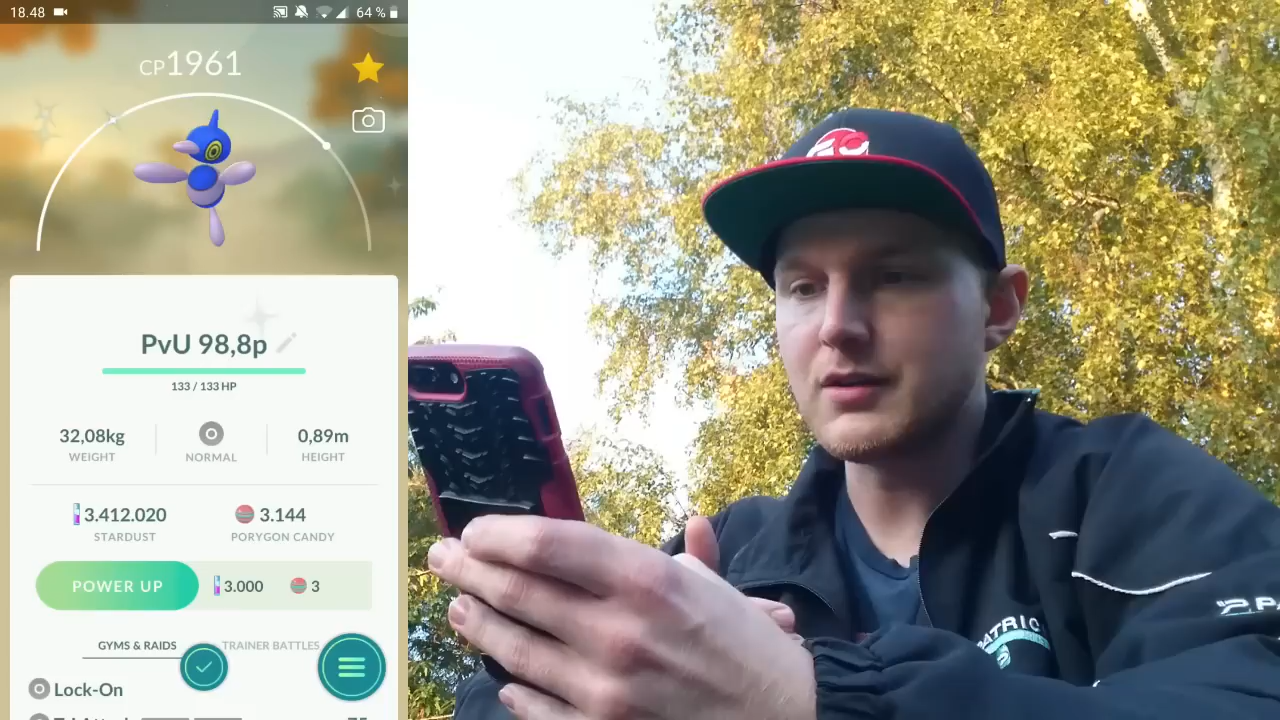 18.48
64 %
CP1961
PvU 98,8p
133 / 133 HP
32,08kg
WEIGHT
NORMAL
0,89m
HEIGHT
3.412.020
STARDUST
3.144
PORYGON CANDY
POWER UP
3.000
3
GYMS & RAIDS
TRAINER BATTLES
Lock-On
PATRIC